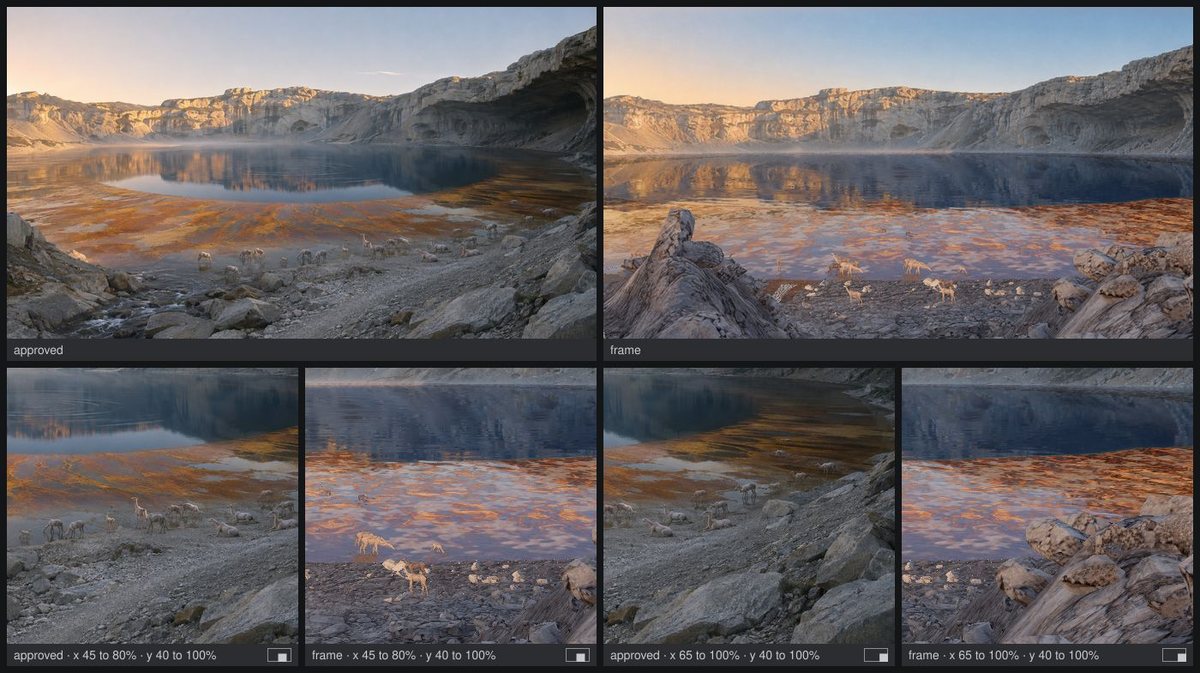 approved
frame
approved · x 45 to 80% · y 40 to 100%
frame · x 45 to 80% · y 40 to 100%
approved · x 65 to 100% · y 40 to 100%
frame · x 65 to 100% · y 40 to 100%